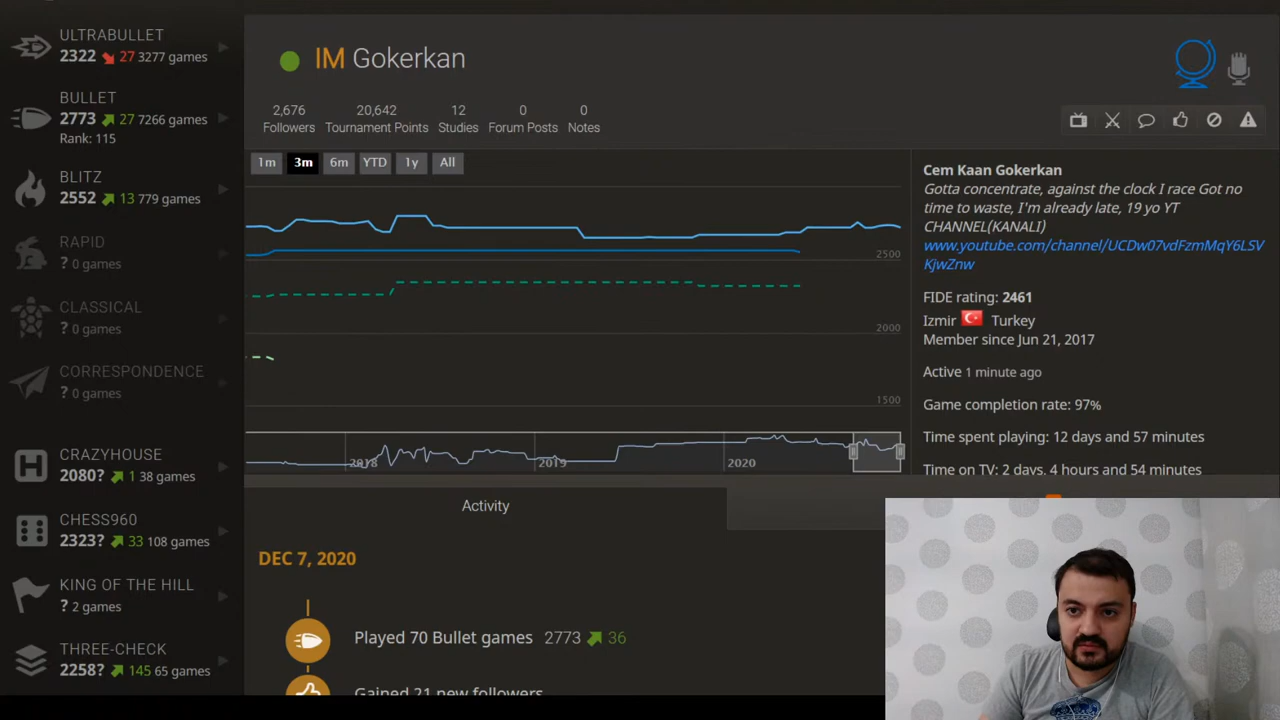 ULTRABULLET
2322 27 3277 games
BULLET
2773 27 7266 games
Rank: 115
BLITZ
2552 13 779 games
RAPID
? 0 games
CLASSICAL
? 0 games
CORRESPONDENCE
? 0 games
CRAZYHOUSE
2080? 1 38 games
CHESS960
2323? 33 108 games
KING OF THE HILL
? 2 games
THREE-CHECK
2258? 145 65 games
IM Gokerkan
2,676 20,642 12 0 0
Followers Tournament Points Studies Forum Posts Notes
1m 3m 6m YTD 1y All
2500
2000
1500
2018 2019 2020
Cem Kaan Gokerkan
Gotta concentrate, against the clock I race Got no
time to waste, I'm already late, 19 yo YT
CHANNEL(KANALI)
www.youtube.com/channel/UCDw07vdFzmMqY6LSV
KjwZnw
FIDE rating: 2461
Izmir Turkey
Member since Jun 21, 2017
Active 1 minute ago
Game completion rate: 97%
Time spent playing: 12 days and 57 minutes
Time on TV: 2 days, 4 hours and 54 minutes
Activity
DEC 7, 2020
Played 70 Bullet games 2773 36
Gained 21 new followers